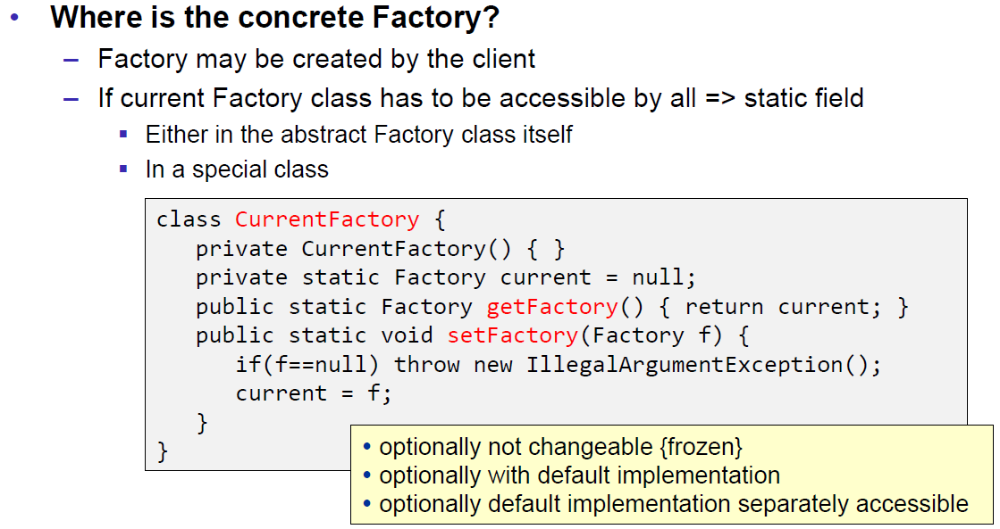 • Where is the concrete Factory?
– Factory may be created by the client
– If current Factory class has to be accessible by all => static field
▪ Either in the abstract Factory class itself
▪ In a special class
class CurrentFactory {
private CurrentFactory() { }
private static Factory current = null;
public static Factory getFactory() { return current; }
public static void setFactory(Factory f) {
if(f==null) throw new IllegalArgumentException();
current = f;
}
}
• optionally not changeable {frozen}
• optionally with default implementation
• optionally default implementation separately accessible